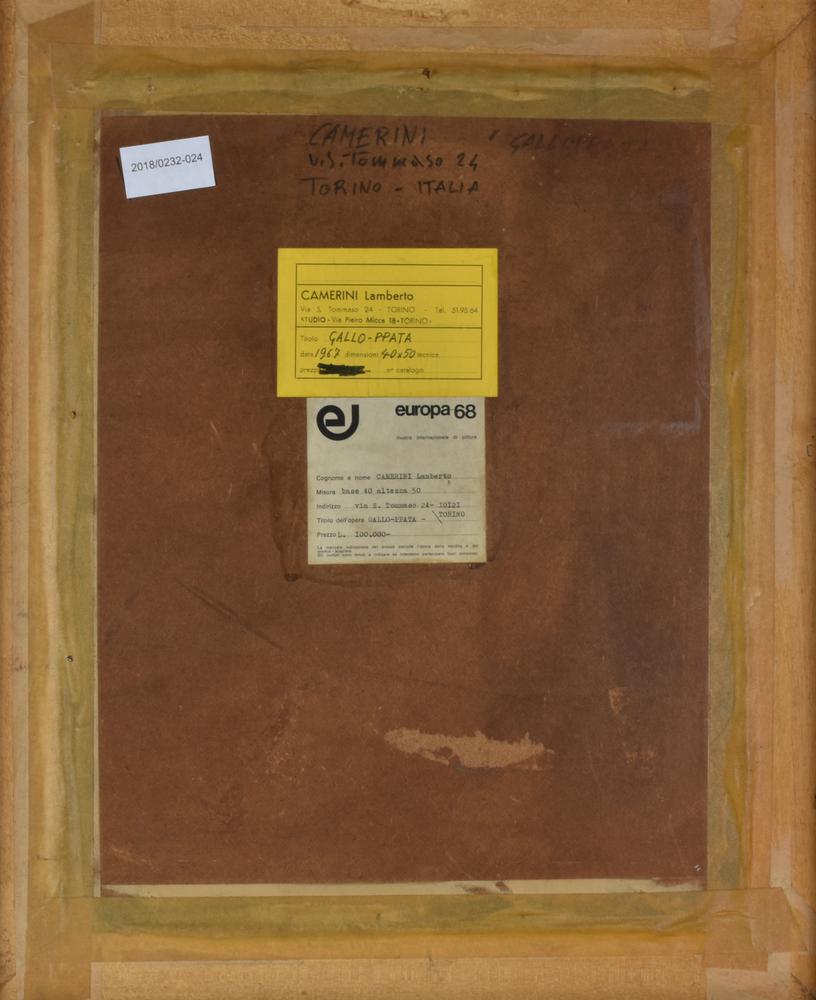 2018/0232-024
CAMERINI
V.S. Tommaso 24
TORINO - ITALIA
CAMERINI Lamberto
Via S. Tommaso 24 - TORINO - Tel. 51.95.64
STUDIO - Via Pietro Micca 18 - TORINO -
Titolo GALLO-PPATA
data 1967 dimensioni 40x50 tecnica
prezzo n° catalogo
europa 68
mostra internazionale di pittura
Cognome e nome CAMERINI Lamberto
Misura base 40 altezza 50
Indirizzo via S. Tommaso 24- 10121
TORINO
Titolo dell'opera GALLO-PPATA -
Prezzo L. 100.000-